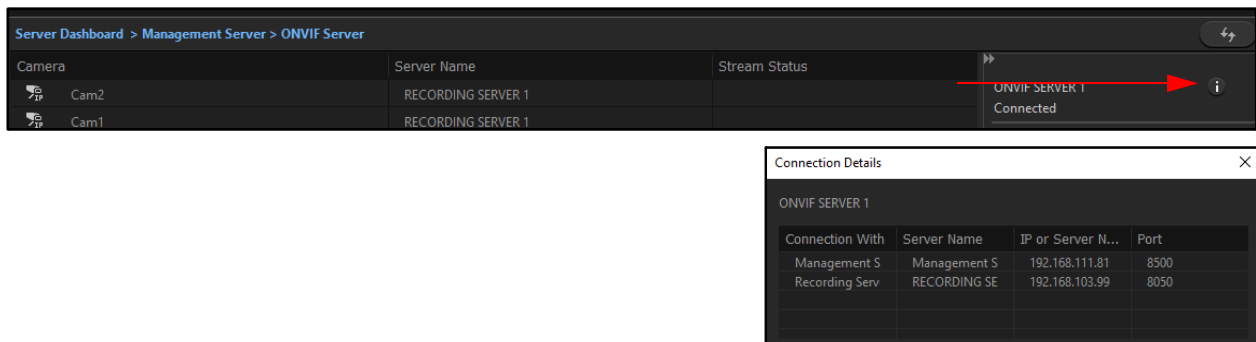 Server Dashboard > Management Server > ONVIF Server
Camera Server Name Stream Status
Cam2 RECORDING SERVER 1
ONVIF SERVER 1
Cam1 RECORDING SERVER 1
Connected
Connection Details
ONVIF SERVER 1
Connection With Server Name IP or Server N... Port
Management S Management S 192.168.111.81 8500
Recording Serv RECORDING SE 192.168.103.99 8050